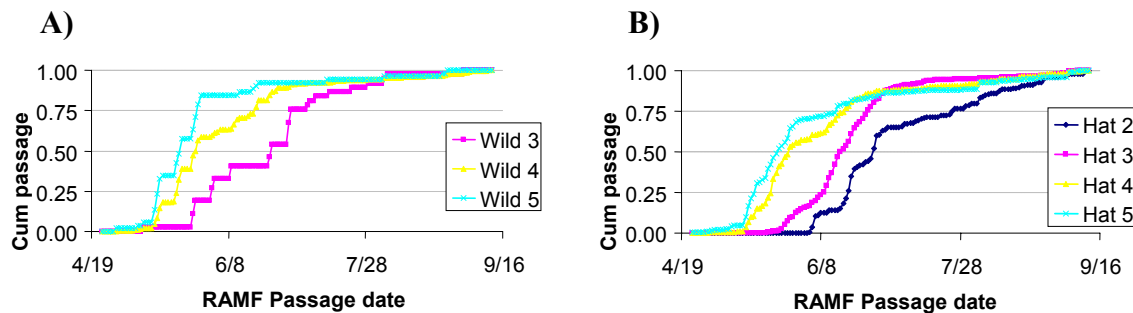 A)
1.00
0.75
0.50
0.25
0.00
Cum passage
4/19 6/8 7/28 9/16
RAMF Passage date
Wild 3
Wild 4
Wild 5
B)
1.00
0.75
0.50
0.25
0.00
Cum passage
4/19 6/8 7/28 9/16
RAMF Passage date
Hat 2
Hat 3
Hat 4
Hat 5